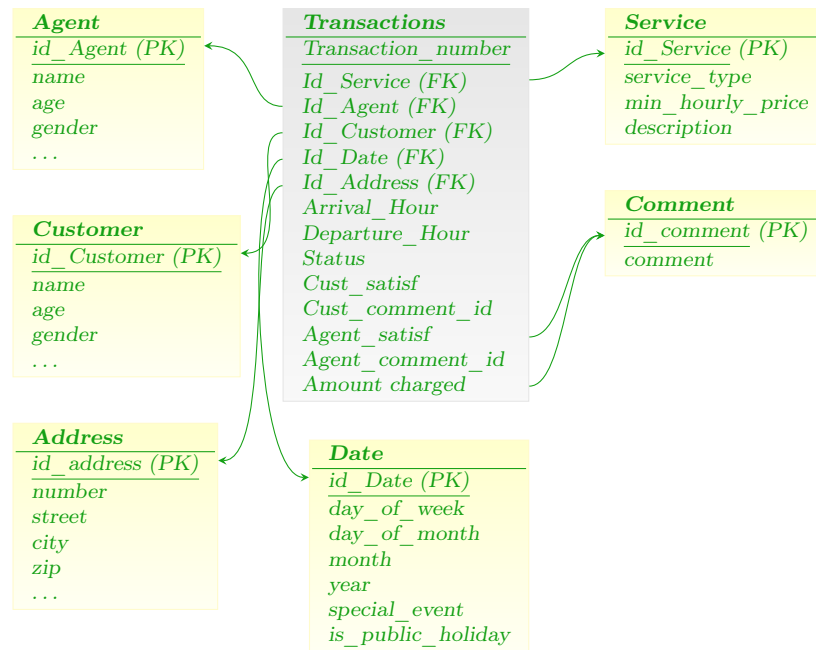 Agent
id_Agent (PK)
name
age
gender
...
Customer
id_Customer (PK)
name
age
gender
...
Address
id_address (PK)
number
street
city
zip
...
Transactions
Transaction_number
Id_Service (FK)
Id_Agent (FK)
Id_Customer (FK)
Id_Date (FK)
Id_Address (FK)
Arrival_Hour
Departure_Hour
Status
Cust_satisf
Cust_comment_id
Agent_satisf
Agent_comment_id
Amount charged
Date
id_Date (PK)
day_of_week
day_of_month
month
year
special_event
is_public_holiday
Service
id_Service (PK)
service_type
min_hourly_price
description
Comment
id_comment (PK)
comment